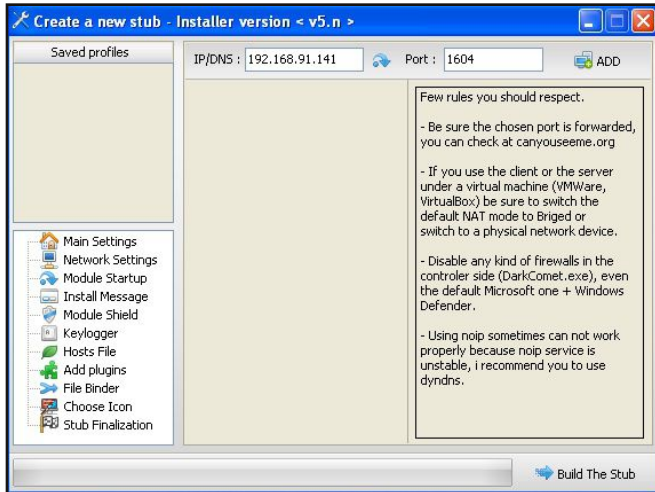 Create a new stub - Installer version < v5.n >
Saved profiles
IP/DNS : 192.168.91.141 Port : 1604 ADD
Few rules you should respect.
- Be sure the chosen port is forwarded,
you can check at canyouseeme.org
- If you use the client or the server
under a virtual machine (VMWare,
VirtualBox) be sure to switch the
default NAT mode to Briged or
switch to a physical network device.
- Disable any kind of firewalls in the
controler side (DarkComet.exe), even
the default Microsoft one + Windows
Defender.
- Using noip sometimes can not work
properly because noip service is
unstable, i recommend you to use
dyndns.
Main Settings
Network Settings
Module Startup
Install Message
Module Shield
Keylogger
Hosts File
Add plugins
File Binder
Choose Icon
Stub Finalization
Build The Stub